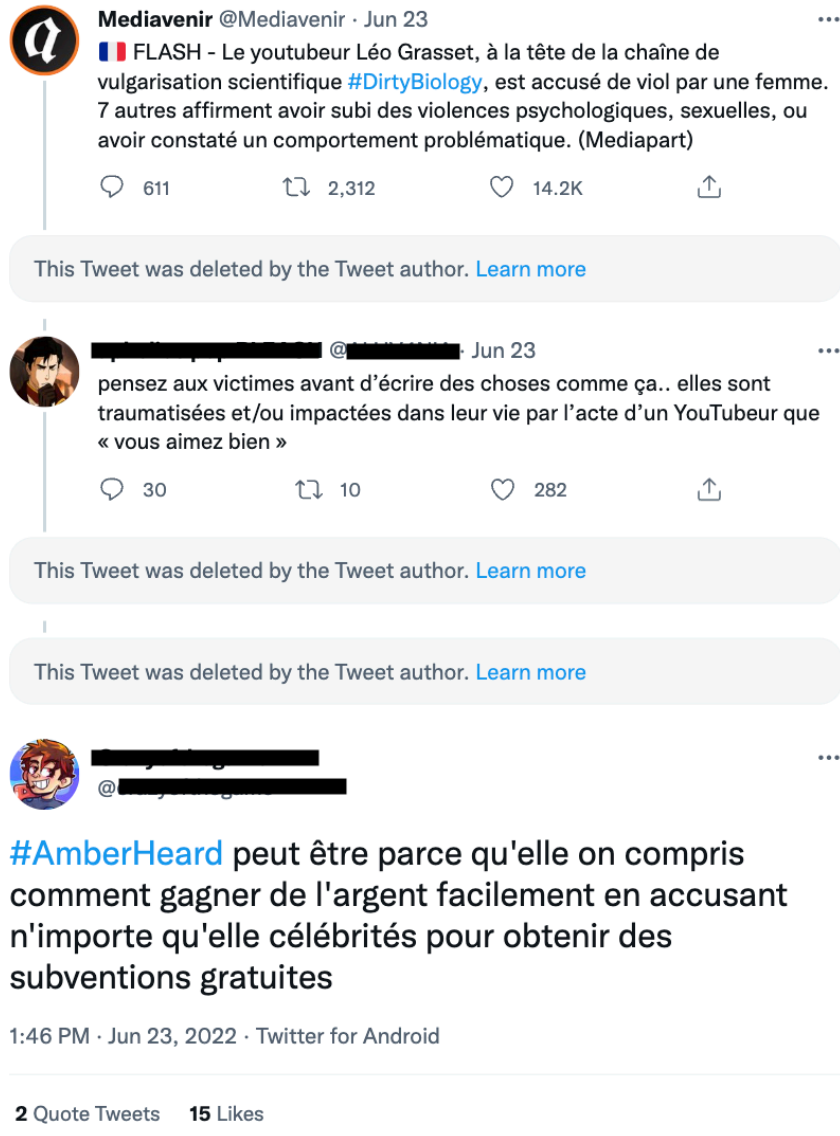 Mediavenir @Mediavenir · Jun 23
🇫🇷 FLASH - Le youtubeur Léo Grasset, à la tête de la chaîne de
vulgarisation scientifique #DirtyBiology, est accusé de viol par une femme.
7 autres affirment avoir subi des violences psychologiques, sexuelles, ou
avoir constaté un comportement problématique. (Mediapart)
611 2,312 14.2K
This Tweet was deleted by the Tweet author. Learn more
@ · Jun 23
pensez aux victimes avant d’écrire des choses comme ça.. elles sont
traumatisées et/ou impactées dans leur vie par l’acte d’un YouTubeur que
« vous aimez bien »
30 10 282
This Tweet was deleted by the Tweet author. Learn more
This Tweet was deleted by the Tweet author. Learn more
@
#AmberHeard peut être parce qu'elle on compris
comment gagner de l'argent facilement en accusant
n'importe qu'elle célébrités pour obtenir des
subventions gratuites
1:46 PM · Jun 23, 2022 · Twitter for Android
2 Quote Tweets 15 Likes